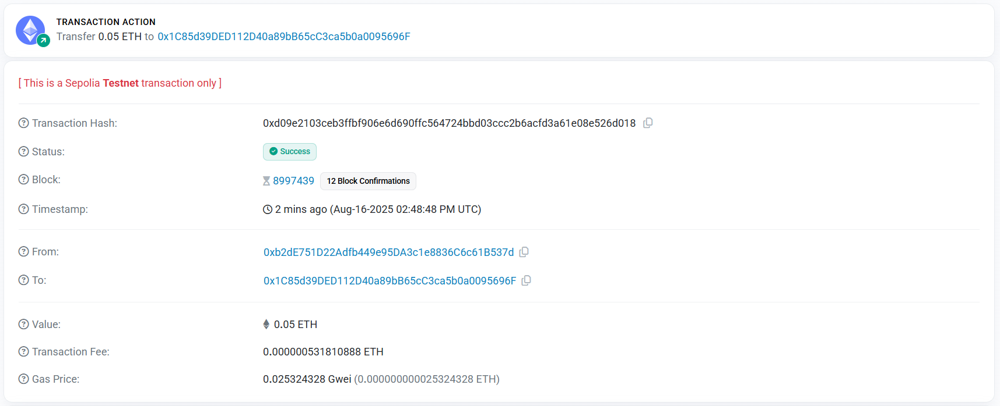 TRANSACTION ACTION
Transfer 0.05 ETH to 0x1C85d39DED112D40a89bB65cC3ca5b0a0095696F
[ This is a Sepolia Testnet transaction only ]
Transaction Hash: 0xd09e2103ceb3ffbf906e6d690ffc564724bbd03ccc2b6acfd3a61e08e526d018
Status: Success
Block: 8997439 12 Block Confirmations
Timestamp: 2 mins ago (Aug-16-2025 02:48:48 PM UTC)
From: 0xb2dE751D22Adfb449e95DA3c1e8836C6c61B537d
To: 0x1C85d39DED112D40a89bB65cC3ca5b0a0095696F
Value: 0.05 ETH
Transaction Fee: 0.000000531810888 ETH
Gas Price: 0.025324328 Gwei (0.000000000025324328 ETH)